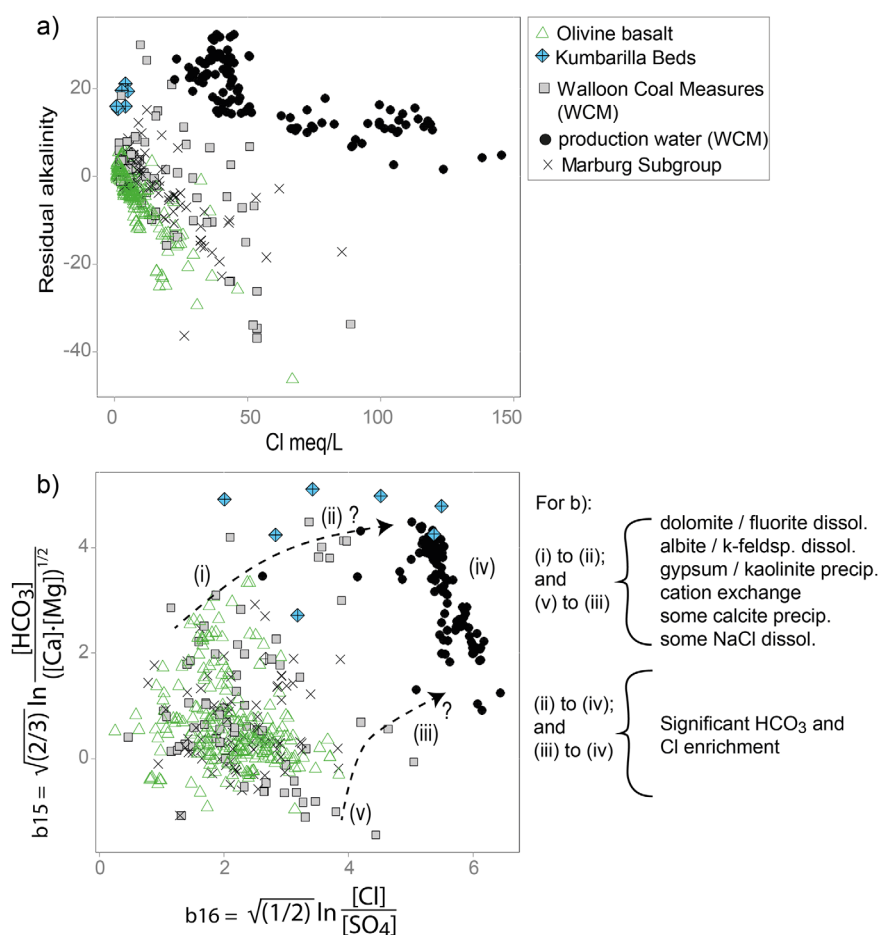 a)
Residual alkalinity
20
0
-20
-40
0
50
100
150
Cl meq/L
Olivine basalt
Kumbarilla Beds
Walloon Coal Measures
(WCM)
production water (WCM)
Marburg Subgroup
b)
b15 = √(2/3) ln [HCO3] / ([Ca]·[Mg])^1/2
4
2
0
0
2
4
6
b16 = √(1/2) ln [Cl] / [SO4]
(i)
(ii) ?
(iv)
(iii)
?
(v)
For b):
(i) to (ii);
and
(v) to (iii)
dolomite / fluorite dissol.
albite / k-feldsp. dissol.
gypsum / kaolinite precip.
cation exchange
some calcite precip.
some NaCl dissol.
(ii) to (iv);
and
(iii) to (iv)
Significant HCO3 and
Cl enrichment